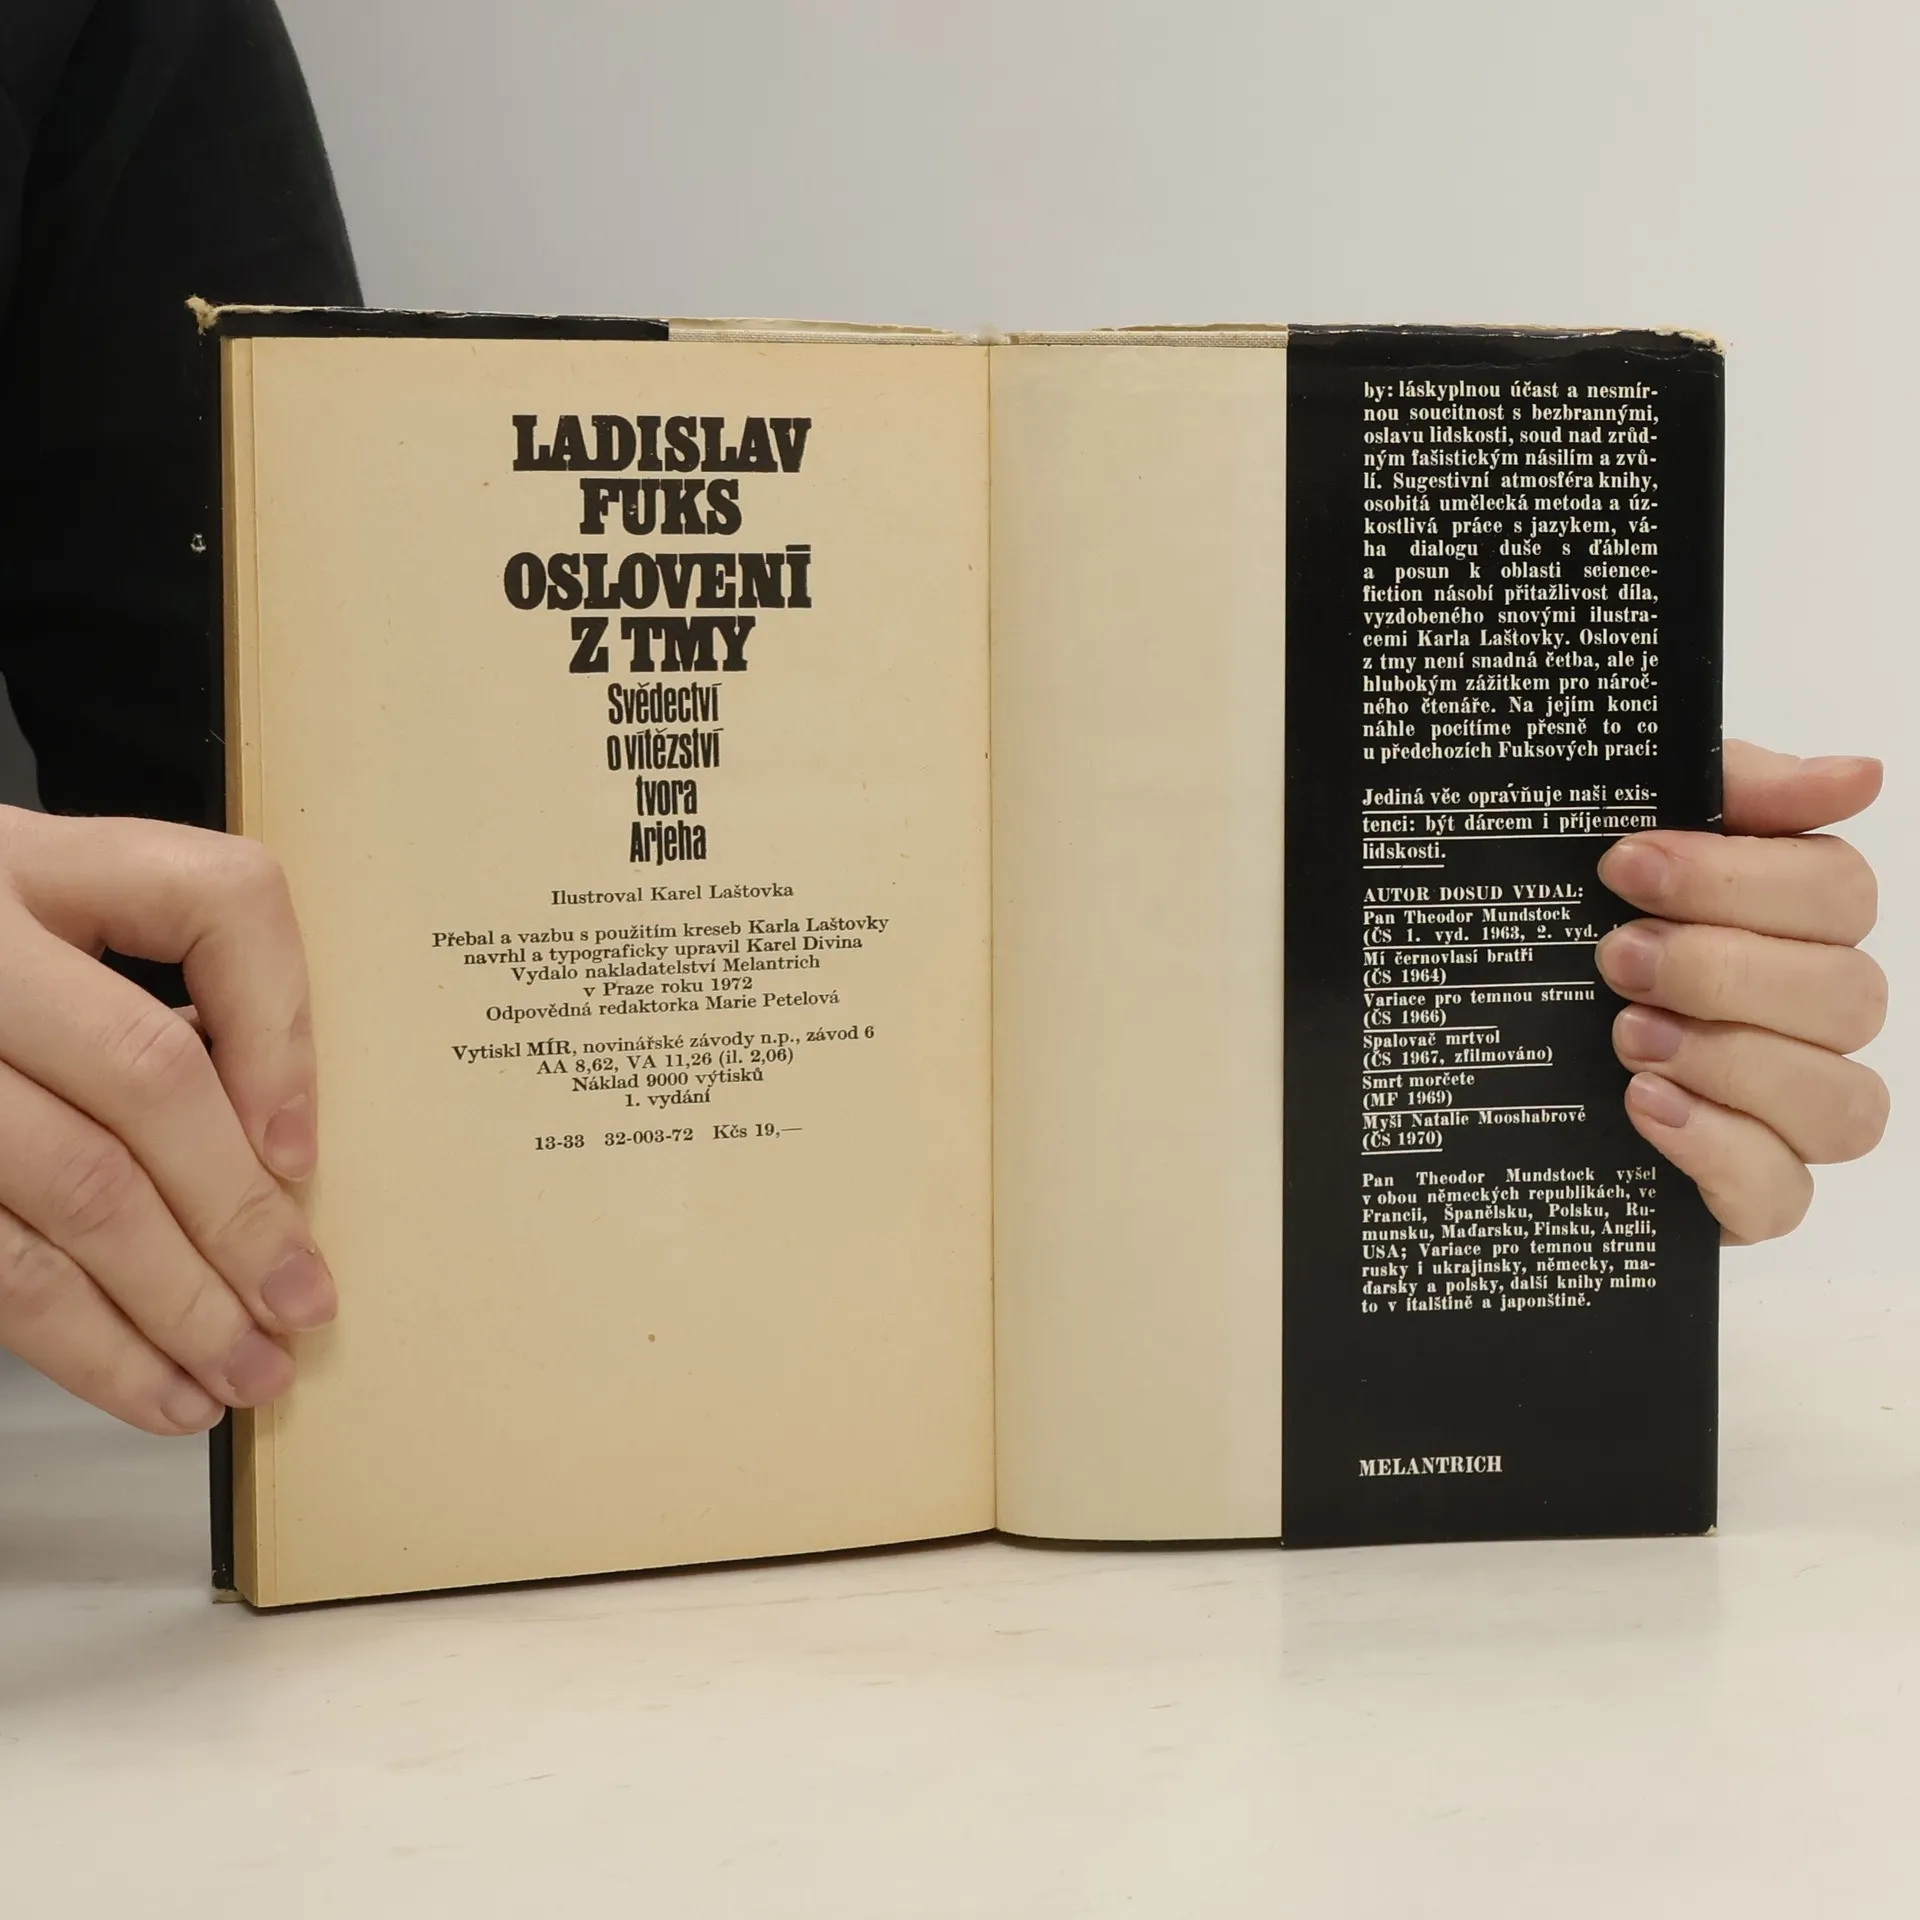 LADISLAV
FUKS
OSLOVENÍ
Z TMY
Svědectví
o vítězství
tvora
Arjeha
Ilustroval Karel Laštovka
Přebal a vazbu s použitím kreseb Karla Laštovky
navrhl a typograficky upravil Karel Divina
Vydalo nakladatelství Melantrich
v Praze roku 1972
Odpovědná redaktorka Marie Petelová
Vytiskl MÍR, novinářské závody n.p., závod 6
AA 8,62, VA 11,26 (il. 2,06)
Náklad 9000 výtisků
1. vydání
13-33 32-003-72 Kčs 19,—
by: láskyplnou účast a nesmír-
nou soucitnost s bezbrannými,
oslavu lidskosti, soud nad zrůd-
ným fašistickým násilím a zvů-
lí. Sugestivní atmosféra knihy,
osobitá umělecká metoda a úz-
kostlivá práce s jazykem, vá-
ha dialogu duše s ďáblem
a posun k oblasti science-
fiction násobí přitažlivost díla,
vyzdobeného snovými ilustra-
cemi Karla Laštovky. Oslovení
z tmy není snadná četba, ale je
hlubokým zážitkem pro nároč-
ného čtenáře. Na jejím konci
náhle pocítíme přesně to co
u předchozích Fuksových prací:
Jediná věc opravňuje naši exis-
tenci: být dárcem i příjemcem
lidskosti.
AUTOR DOSUD VYDAL:
Pan Theodor Mundstock
(ČS 1. vyd. 1963, 2. vyd.
Mí černovlasí bratři
(ČS 1964)
Variace pro temnou strunu
(ČS 1966)
Spalovač mrtvol
(ČS 1967, zfilmováno)
Smrt morčete
(MF 1969)
Myši Natalie Mooshabrové
(ČS 1970)
Pan Theodor Mundstock vyšel
v obou německých republikách, ve
Francii, Španělsku, Polsku, Ru-
munsku, Maďarsku, Finsku, Anglii,
USA; Variace pro temnou strunu
rusky i ukrajinsky, německy, ma-
ďarsky a polsky, další knihy mimo
to v italštině a japonštině.
MELANTRICH